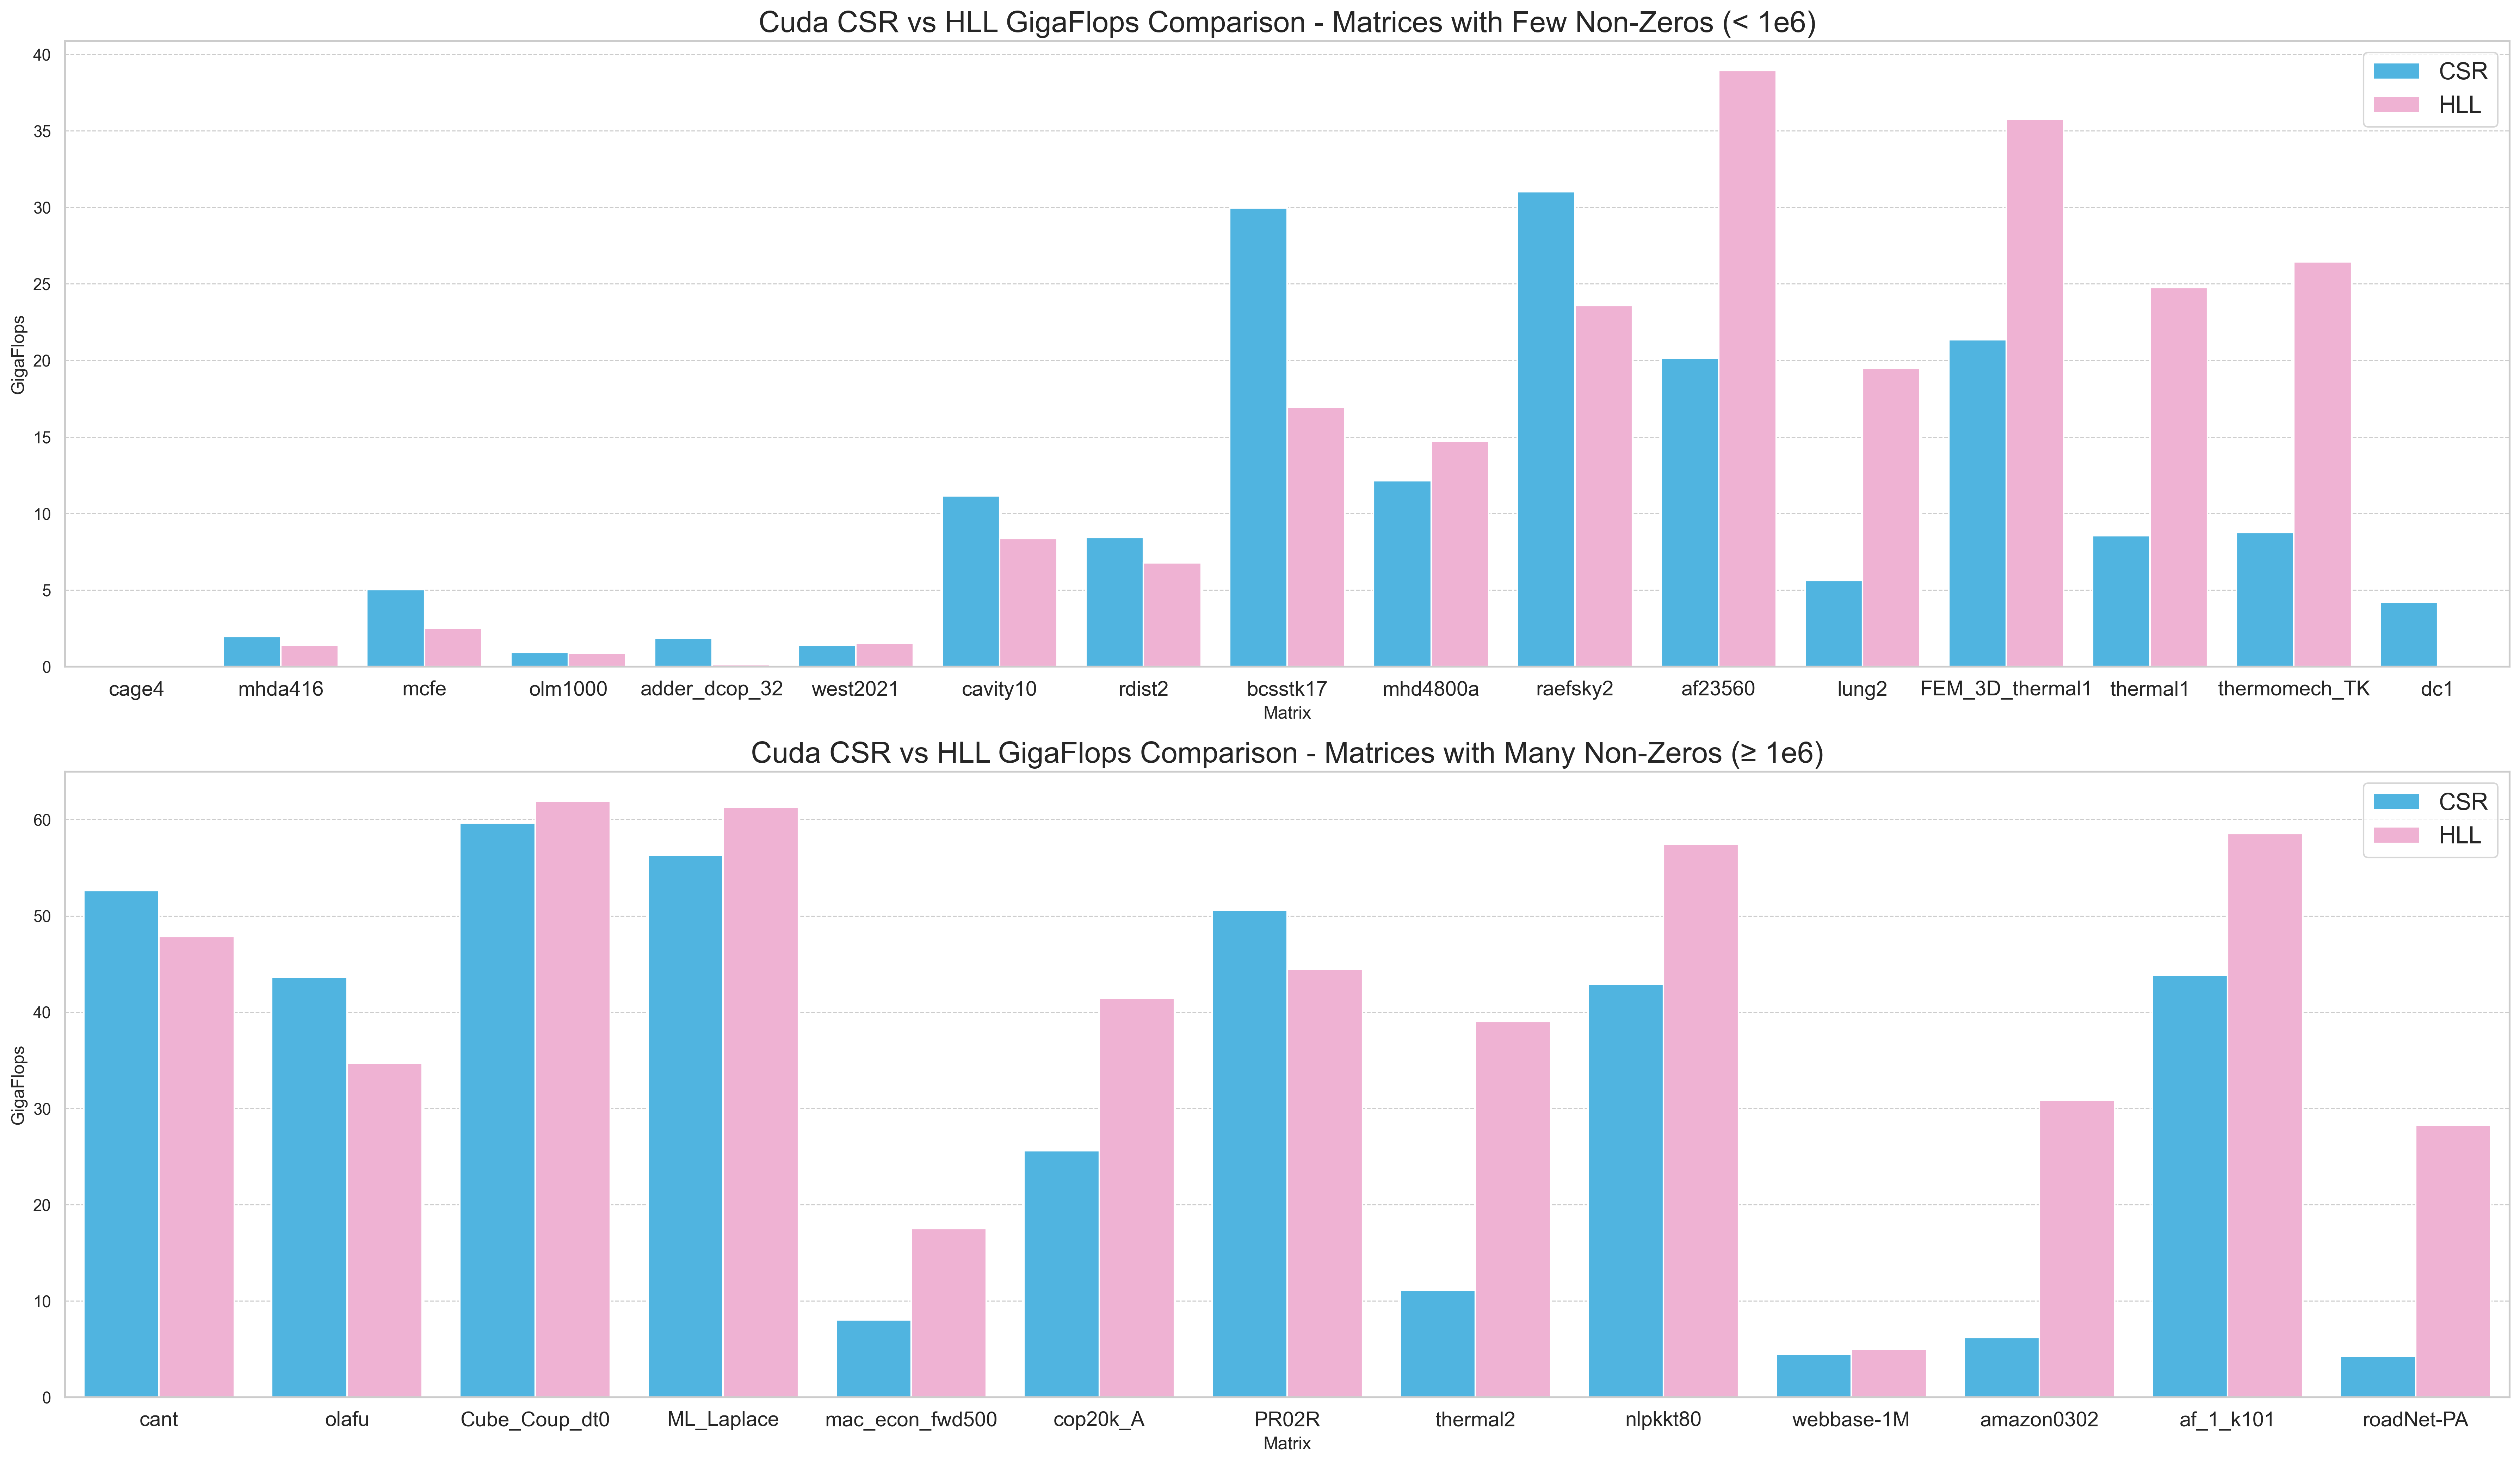 Cuda CSR vs HLL GigaFlops Comparison - Matrices with Few Non-Zeros (< 1e6)
CSR
HLL
GigaFlops
40
35
30
25
20
15
10
5
0
cage4 mhda416 mcfe olm1000 adder_dcop_32 west2021 cavity10 rdist2 bcsstk17 mhd4800a raefsky2 af23560 lung2 FEM_3D_thermal1 thermal1 thermomech_TK dc1
Matrix
Cuda CSR vs HLL GigaFlops Comparison - Matrices with Many Non-Zeros (≥ 1e6)
CSR
HLL
GigaFlops
60
50
40
30
20
10
0
cant olafu Cube_Coup_dt0 ML_Laplace mac_econ_fwd500 cop20k_A PR02R thermal2 nlpkkt80 webbase-1M amazon0302 af_1_k101 roadNet-PA
Matrix